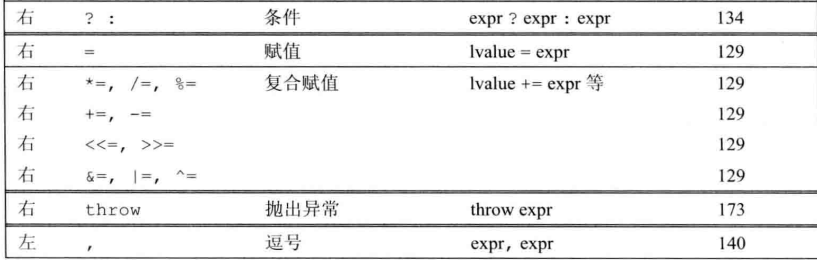 右 ? : 条件 expr ? expr : expr 134
右 = 赋值 lvalue = expr 129
右 *=, /=, %= 复合赋值 lvalue += expr 等 129
右 +=, -= 129
右 <<=, >>= 129
右 &=, |=, ^= 129
右 throw 抛出异常 throw expr 173
左 , 逗号 expr, expr 140